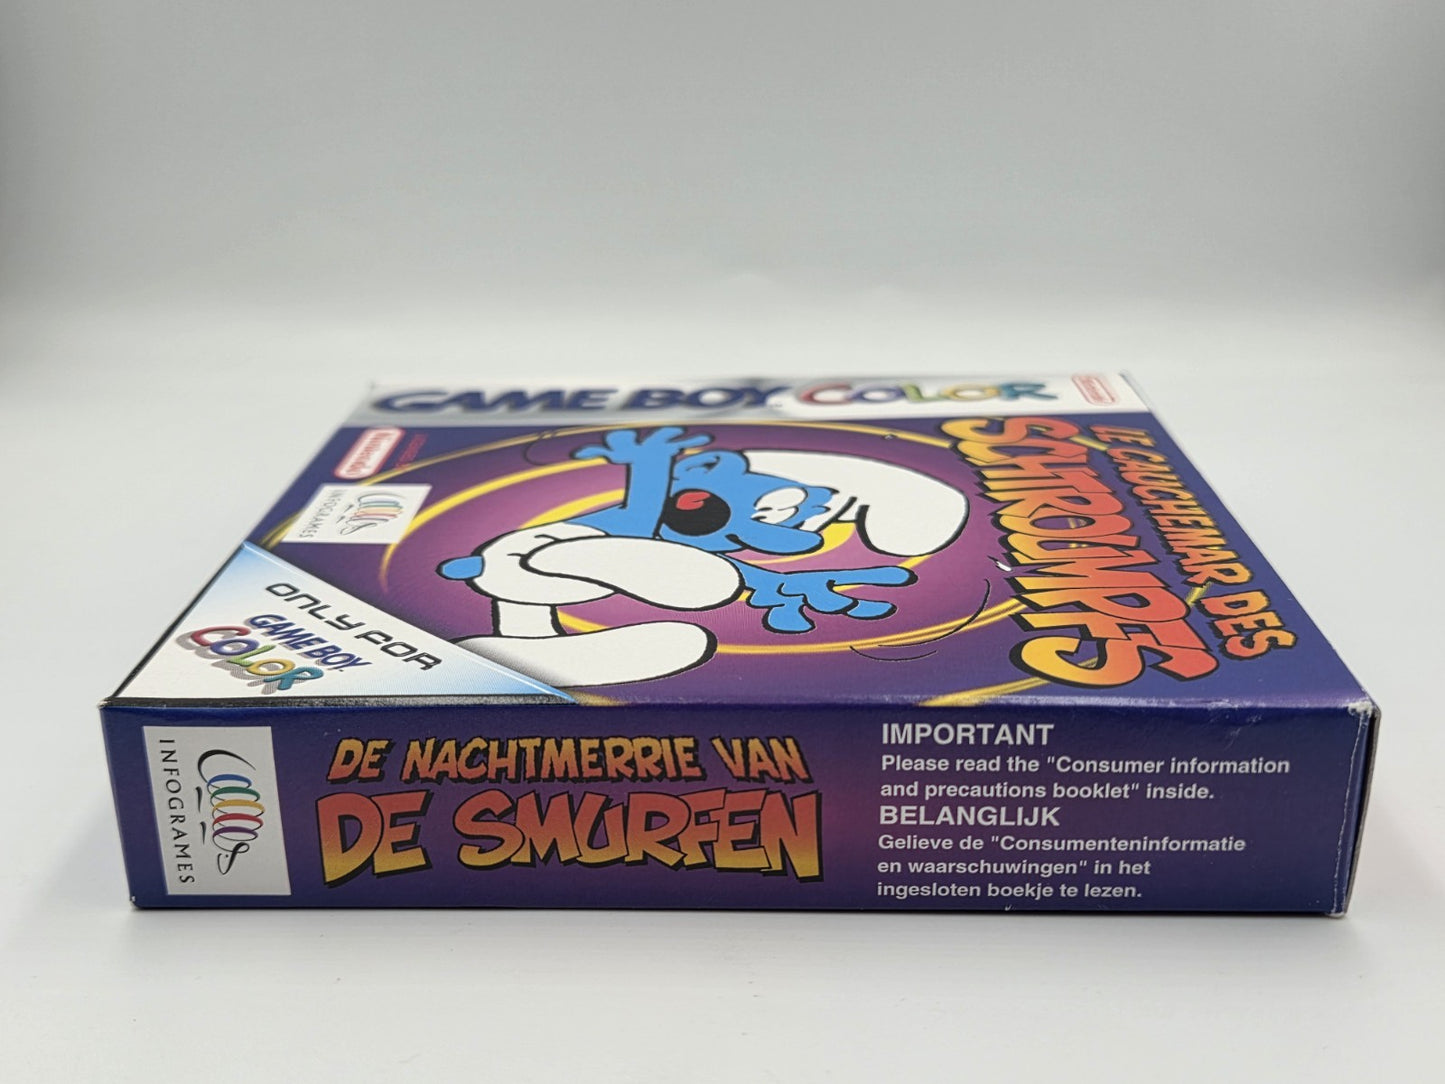 GAME BOY COLOR
Nintendo
Nintendo
LE CAUCHEMAR DES
SCHTROUMPFS
INFOGRAMES
ONLY FOR
GAME BOY
COLOR
INFOGRAMES
DE NACHTMERRIE VAN
DE SMURFEN
IMPORTANT
Please read the "Consumer information
and precautions booklet" inside.
BELANGLIJK
Gelieve de "Consumenteninformatie
en waarschuwingen" in het
ingesloten boekje te lezen.